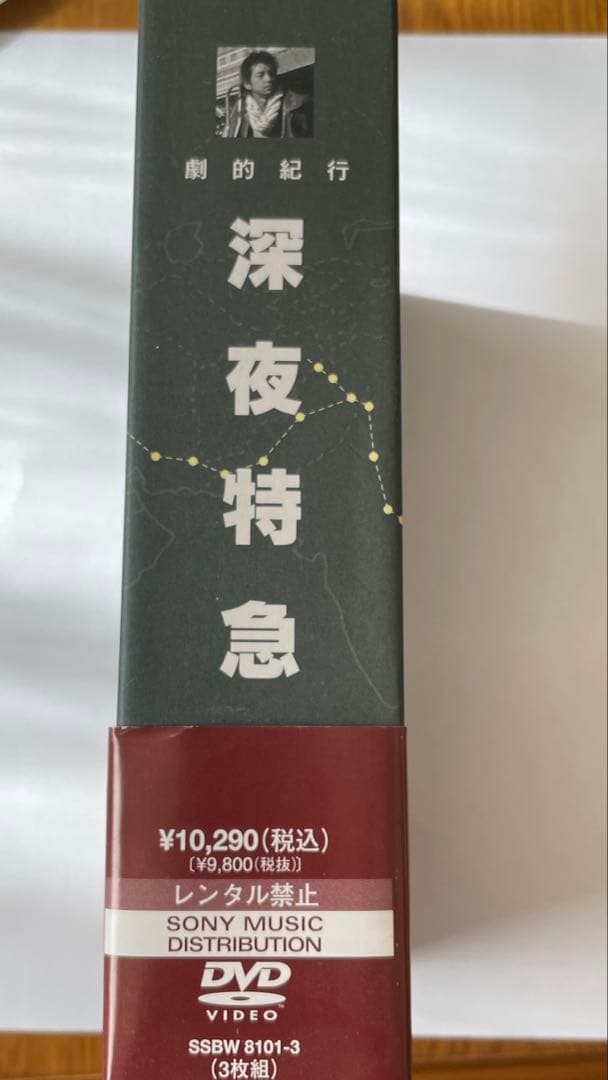 劇的紀行
深夜特急
¥10,290(税込)
〔¥9,800(税抜)〕
レンタル禁止
SONY MUSIC
DISTRIBUTION
DVD
VIDEO
SSBW 8101-3
(3枚組)